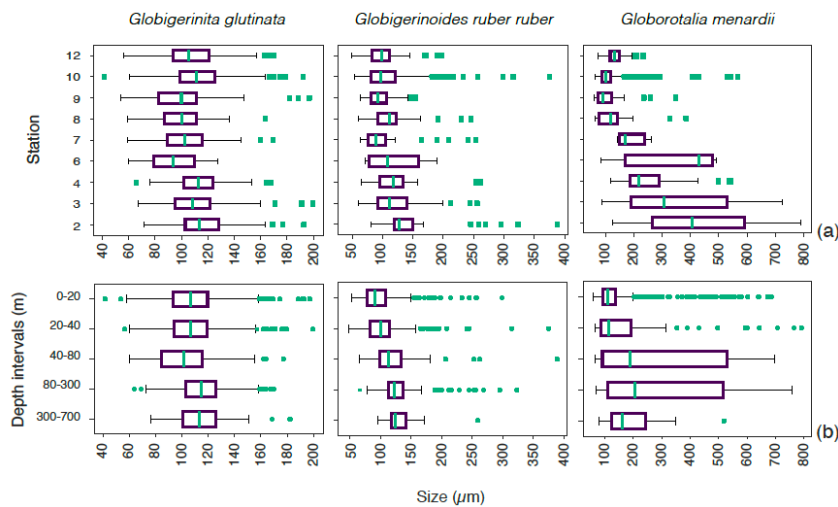 Globigerinita glutinata
Globigerinoides ruber ruber
Globorotalia menardii
Station
12
10
9
8
7
6
4
3
2
40 60 80 100 120 140 160 180 200
50 100 150 200 250 300 350 400
100 200 300 400 500 600 700 800
(a)
Depth intervals (m)
0-20
20-40
40-80
80-300
300-700
40 60 80 100 120 140 160 180 200
50 100 150 200 250 300 350 400
100 200 300 400 500 600 700 800
(b)
Size (μm)